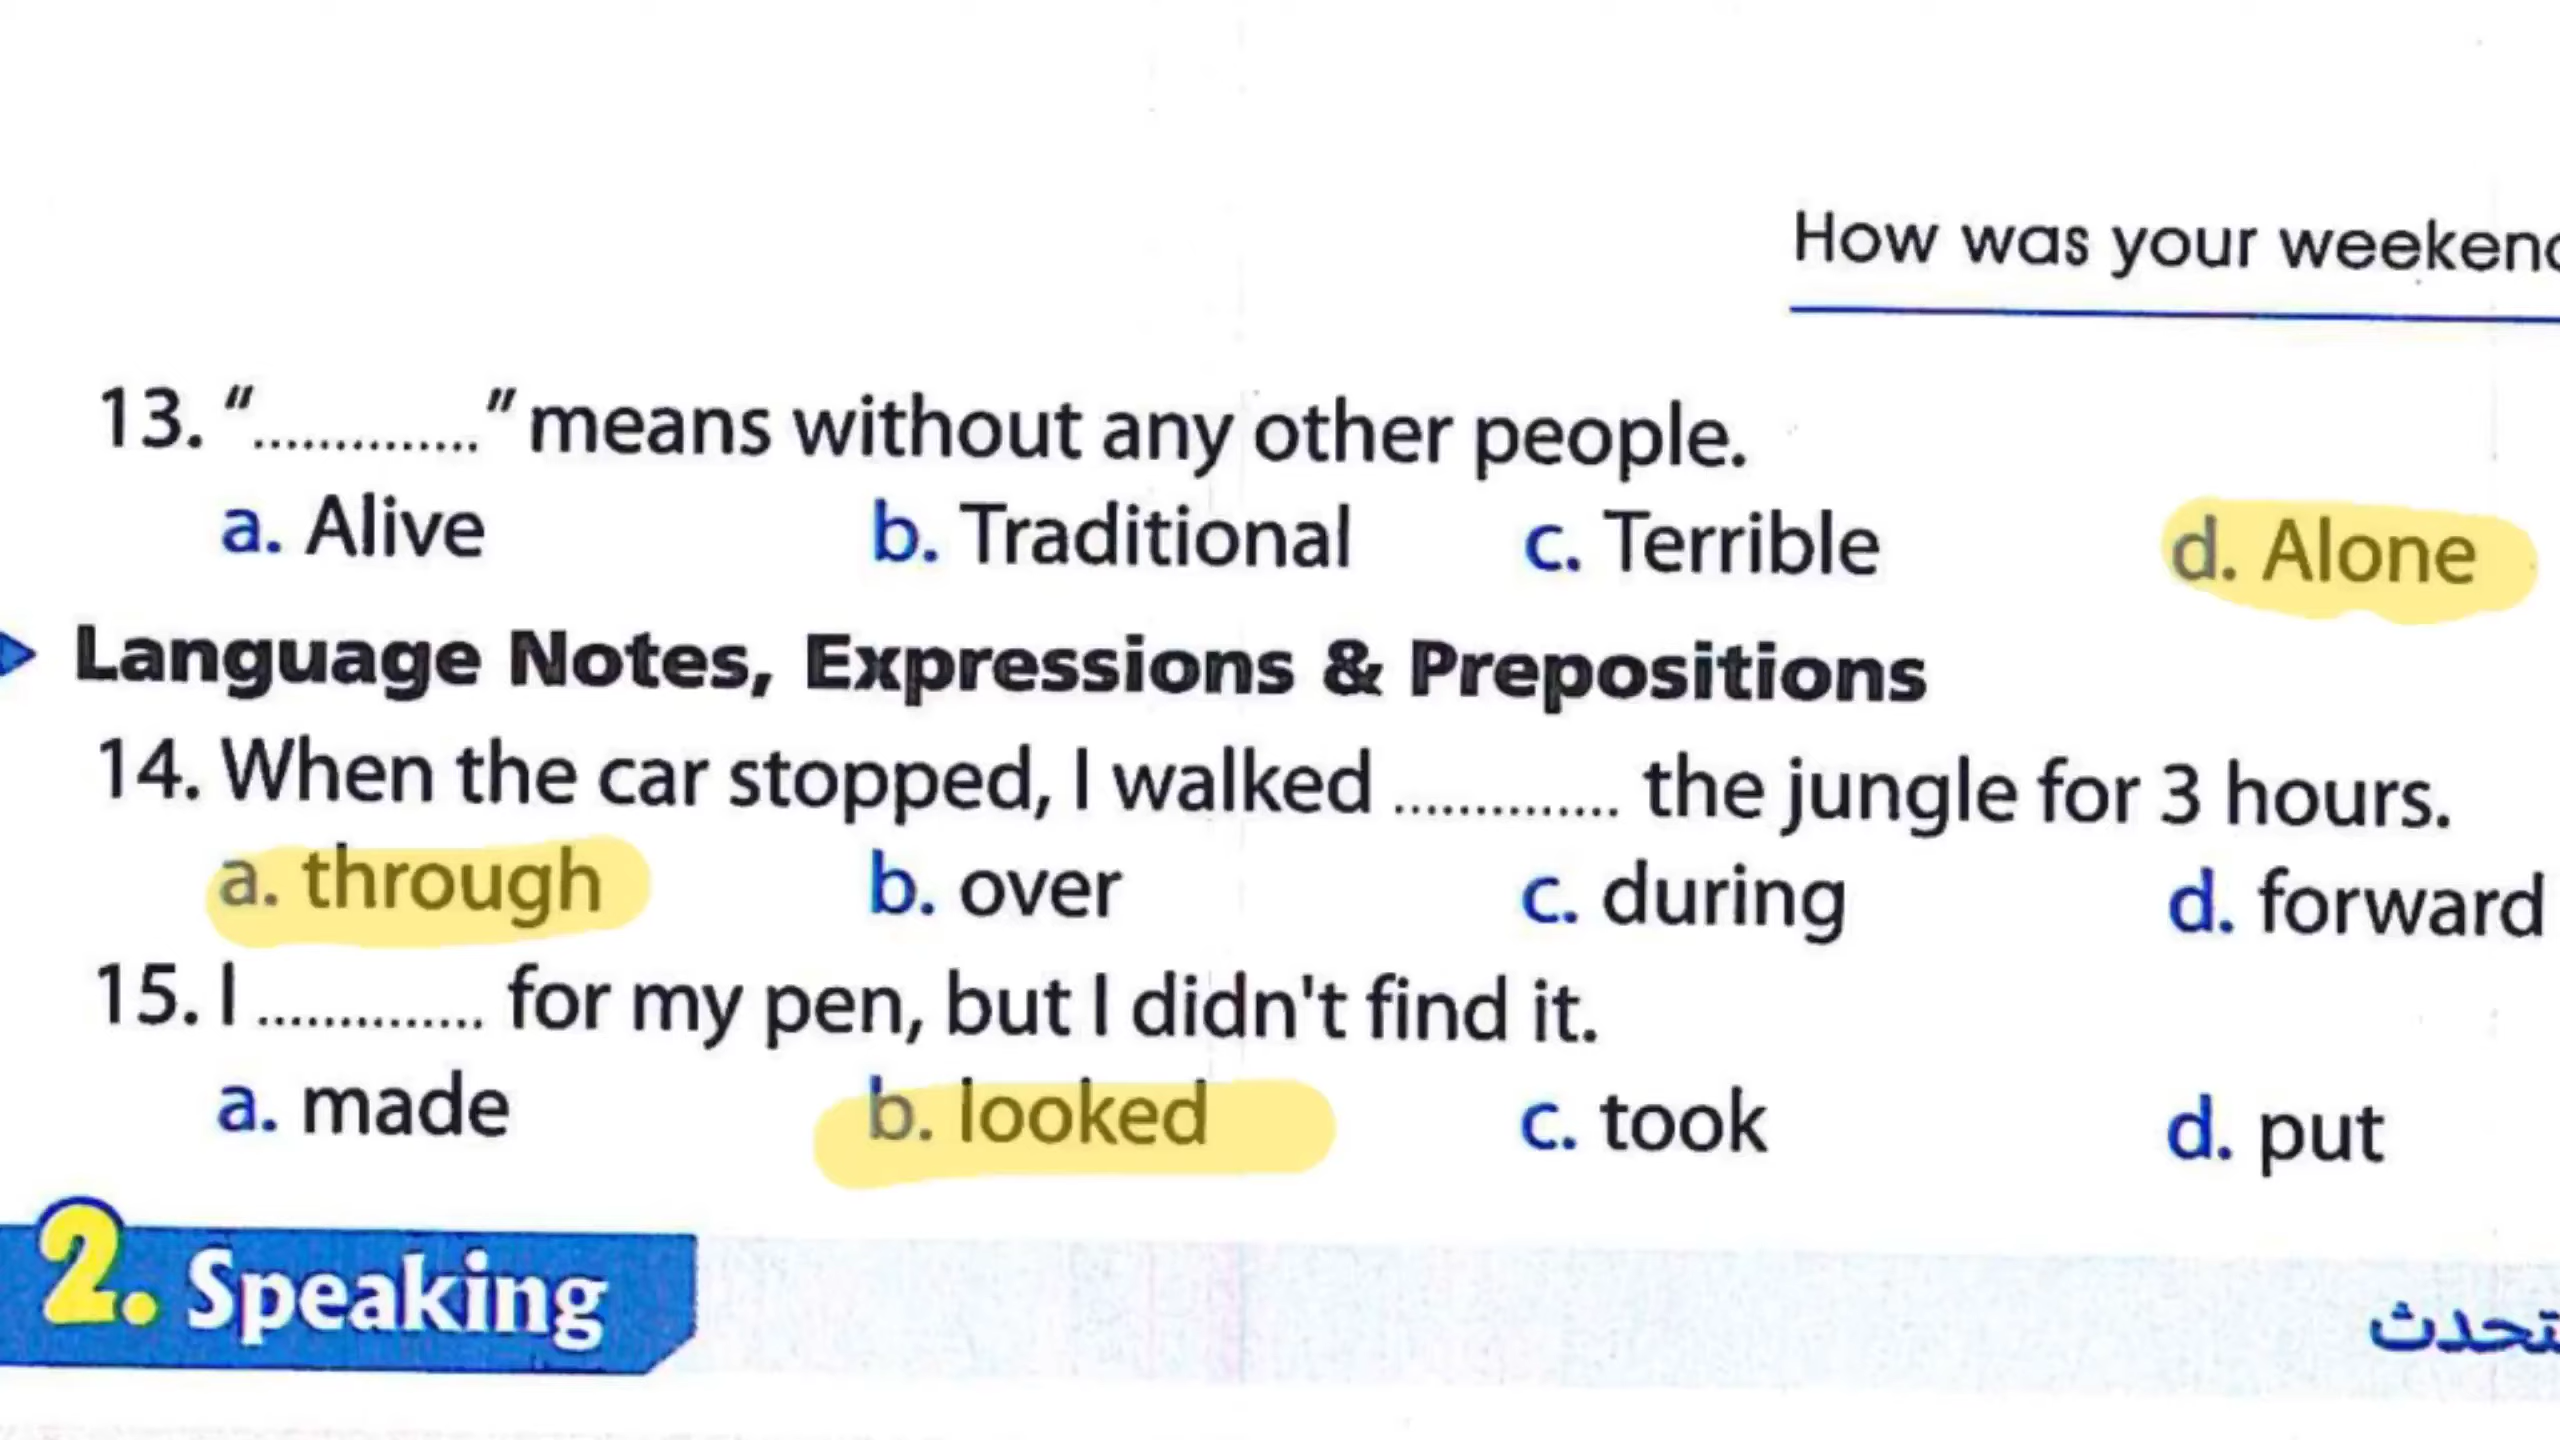 How was your weekend
13. ".............." means without any other people.
a. Alive b. Traditional c. Terrible d. Alone
Language Notes, Expressions & Prepositions
14. When the car stopped, I walked .............. the jungle for 3 hours.
a. through b. over c. during d. forward
15. I .............. for my pen, but I didn't find it.
a. made b. looked c. took d. put
2. Speaking
تحدث